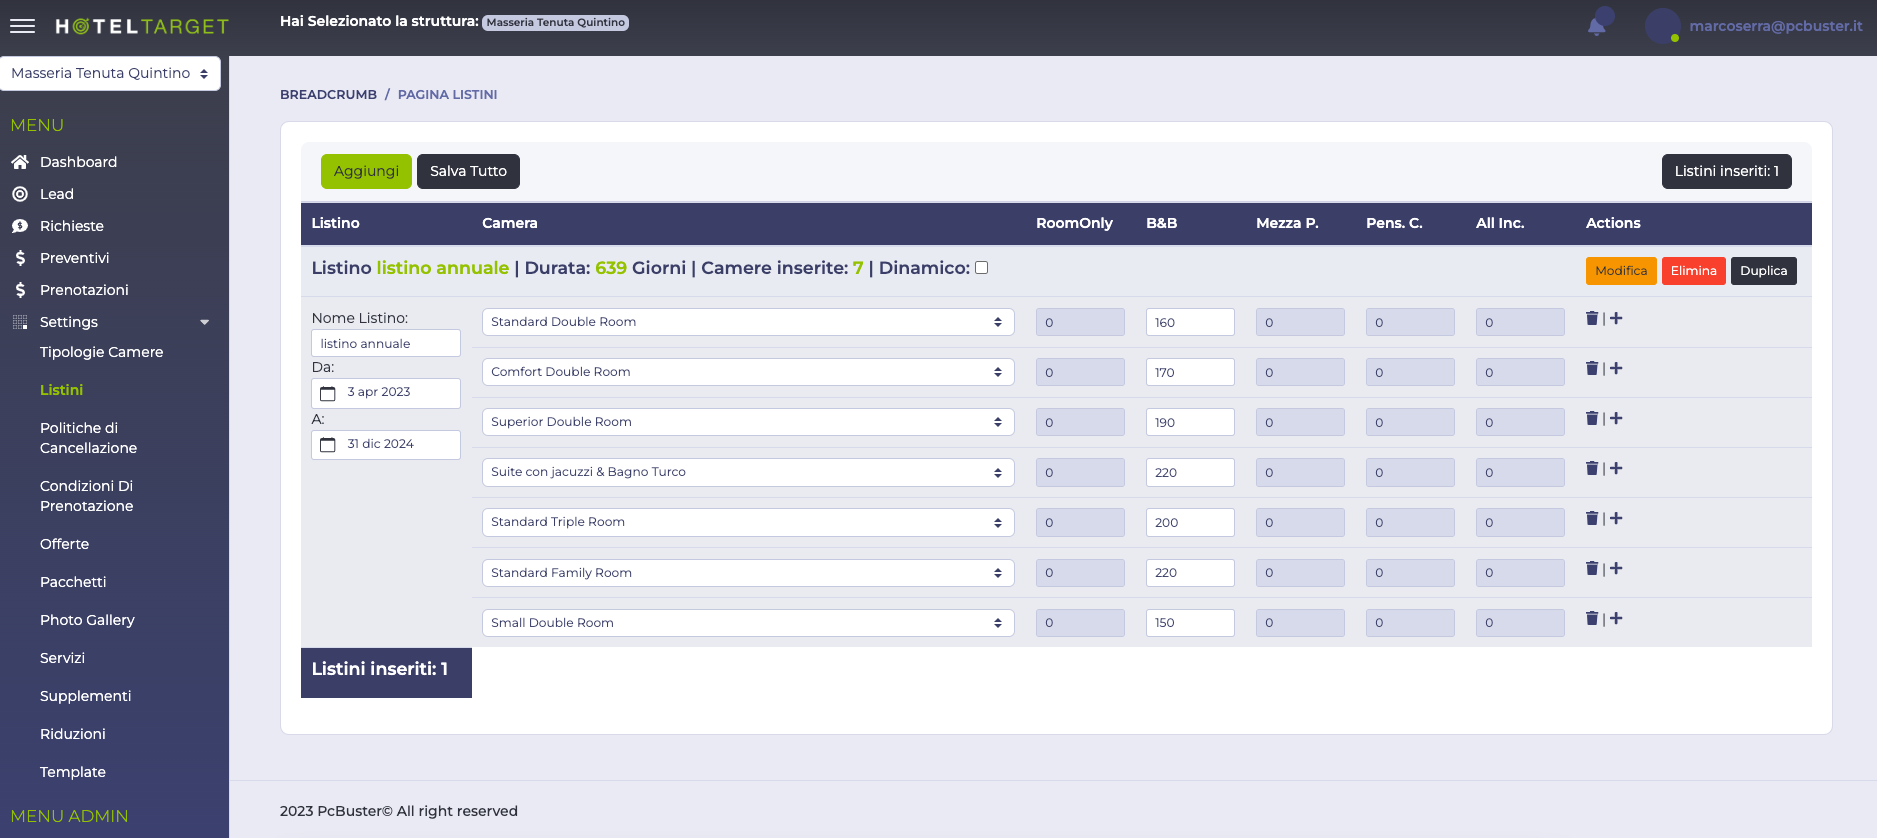 HOTELTARGET
Hai Selezionato la struttura: Masseria Tenuta Quintino
marcoserra@pcbuster.it
Masseria Tenuta Quintino
MENU
Dashboard
Lead
Richieste
Preventivi
Prenotazioni
Settings
Tipologie Camere
Listini
Politiche di
Cancellazione
Condizioni Di
Prenotazione
Offerte
Pacchetti
Photo Gallery
Servizi
Supplementi
Riduzioni
Template
MENU ADMIN
BREADCRUMB / PAGINA LISTINI
Aggiungi Salva Tutto Listini inseriti: 1
Listino Camera RoomOnly B&B Mezza P. Pens. C. All Inc. Actions
Listino listino annuale | Durata: 639 Giorni | Camere inserite: 7 | Dinamico: Modifica Elimina Duplica
Nome Listino:
listino annuale
Da:
3 apr 2023
A:
31 dic 2024
Standard Double Room 0 160 0 0 0 |
Comfort Double Room 0 170 0 0 0 |
Superior Double Room 0 190 0 0 0 |
Suite con jacuzzi & Bagno Turco 0 220 0 0 0 |
Standard Triple Room 0 200 0 0 0 |
Standard Family Room 0 220 0 0 0 |
Small Double Room 0 150 0 0 0 |
Listini inseriti: 1
2023 PcBuster© All right reserved